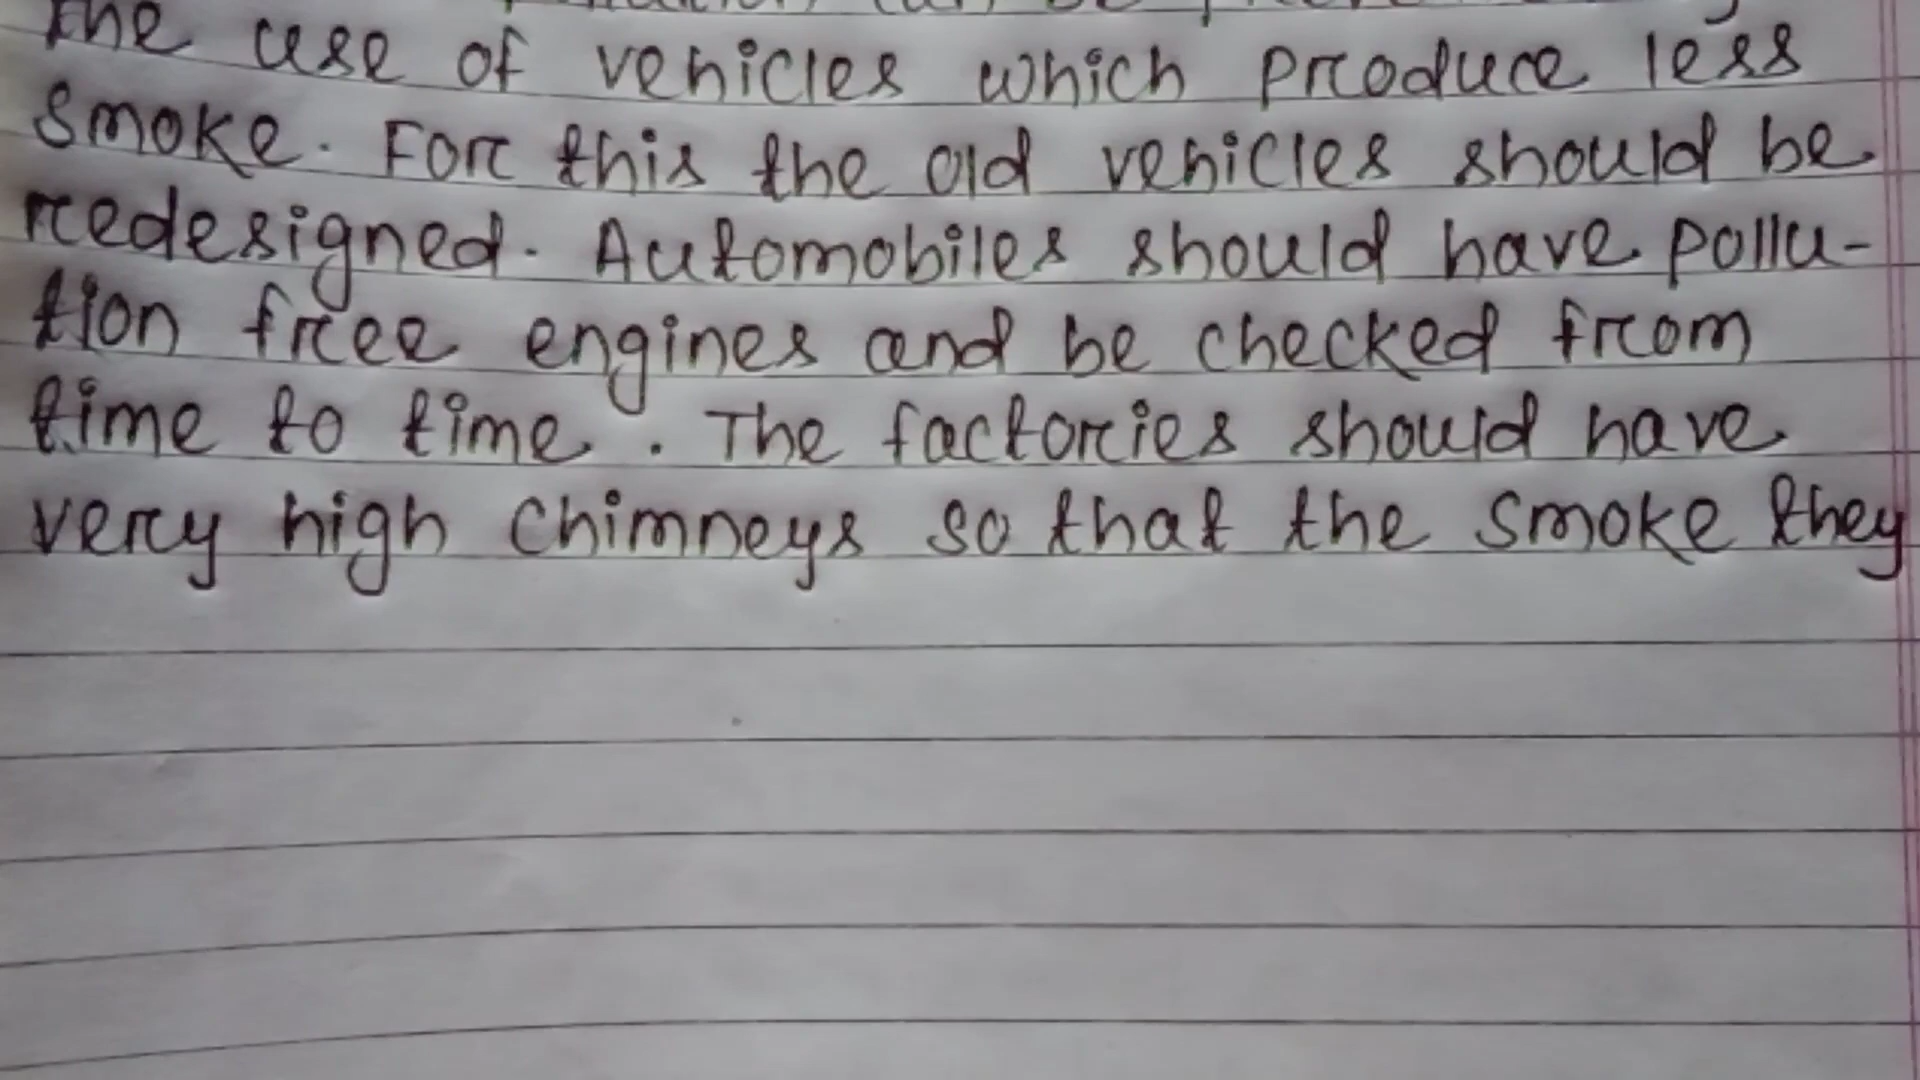 the use of vehicles which produce less
smoke. For this the old vehicles should be
redesigned. Automobiles should have pollu-
tion free engines and be checked from
time to time. The factories should have
very high chimneys so that the smoke they